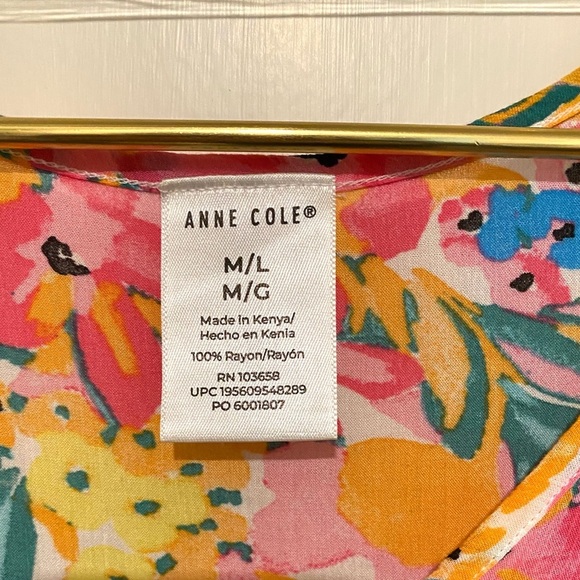 ANNE COLE®
M/L
M/G
Made in Kenya/
Hecho en Kenia
100% Rayon/Rayón
RN 103658
UPC 195609548289
PO 6001807